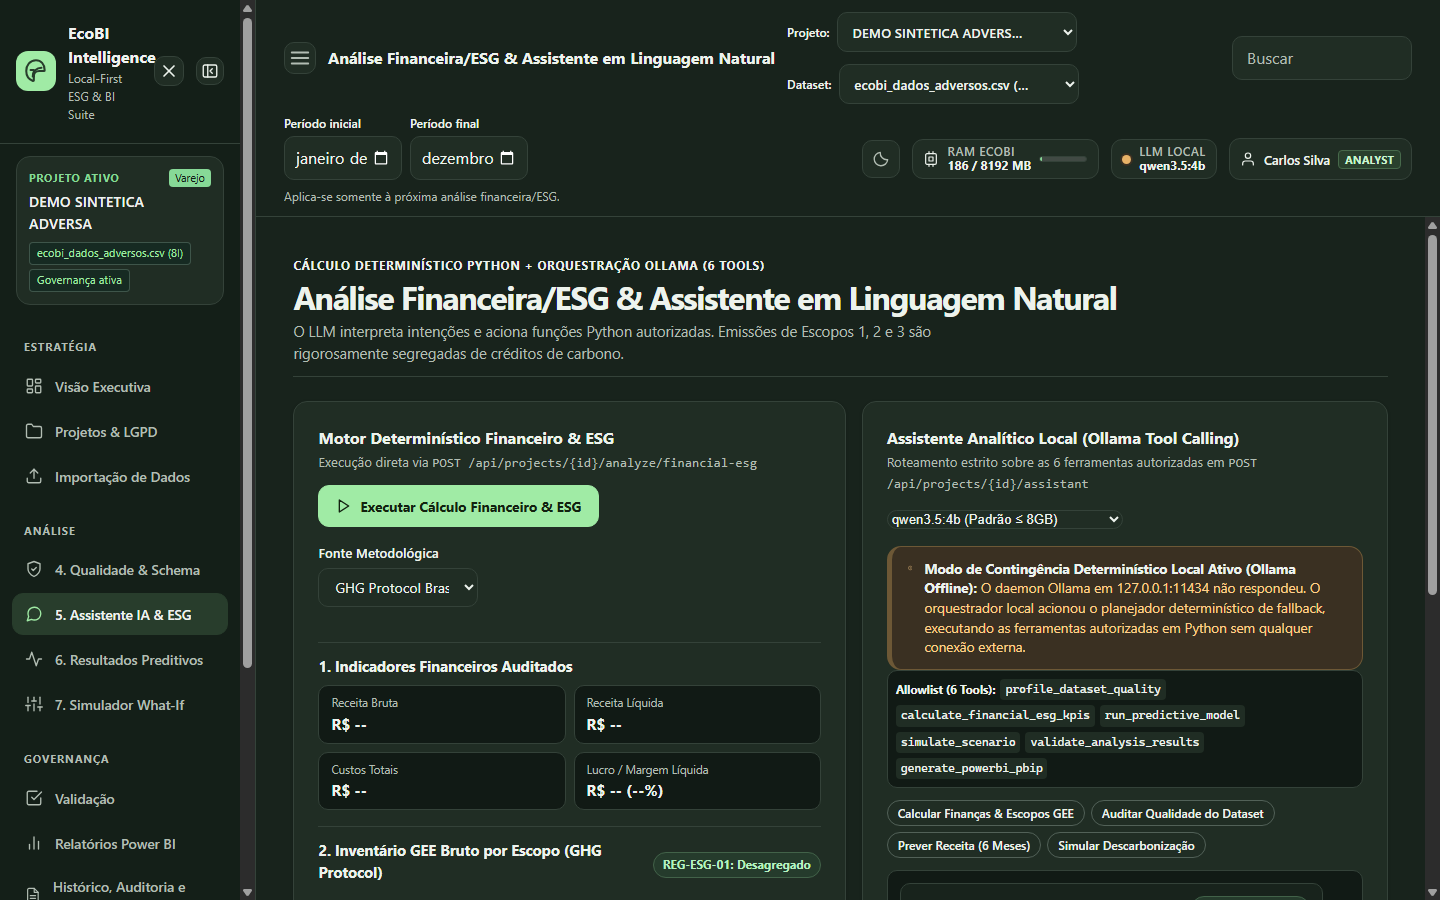 EcoBI
Intelligence
Local-First
ESG & BI
Suite
PROJETO ATIVO
Varejo
DEMO SINTETICA
ADVERSA
ecobi_dados_adversos.csv (8l)
Governança ativa
ESTRATÉGIA
Visão Executiva
Projetos & LGPD
Importação de Dados
ANÁLISE
4. Qualidade & Schema
5. Assistente IA & ESG
6. Resultados Preditivos
7. Simulador What-If
GOVERNANÇA
Validação
Relatórios Power BI
Histórico, Auditoria e
Análise Financeira/ESG & Assistente em Linguagem Natural
Projeto:
DEMO SINTETICA ADVERS...
Dataset:
ecobi_dados_adversos.csv (...
Buscar
Período inicial
Período final
janeiro de
dezembro
Aplica-se somente à próxima análise financeira/ESG.
RAM ECOBI
186 / 8192 MB
LLM LOCAL
qwen3.5:4b
Carlos Silva
ANALYST
CÁLCULO DETERMINÍSTICO PYTHON + ORQUESTRAÇÃO OLLAMA (6 TOOLS)
Análise Financeira/ESG & Assistente em Linguagem Natural
O LLM interpreta intenções e aciona funções Python autorizadas. Emissões de Escopos 1, 2 e 3 são
rigorosamente segregadas de créditos de carbono.
Motor Determinístico Financeiro & ESG
Execução direta via POST /api/projects/{id}/analyze/financial-esg
Executar Cálculo Financeiro & ESG
Fonte Metodológica
GHG Protocol Bras
1. Indicadores Financeiros Auditados
Receita Bruta
R$ --
Receita Líquida
R$ --
Custos Totais
R$ --
Lucro / Margem Líquida
R$ -- (--%)
2. Inventário GEE Bruto por Escopo (GHG
Protocol)
REG-ESG-01: Desagregado
Assistente Analítico Local (Ollama Tool Calling)
Roteamento estrito sobre as 6 ferramentas autorizadas em POST
/api/projects/{id}/assistant
qwen3.5:4b (Padrão ≤ 8GB)
Modo de Contingência Determinístico Local Ativo (Ollama
Offline): O daemon Ollama em 127.0.0.1:11434 não respondeu. O
orquestrador local acionou o planejador determinístico de fallback,
executando as ferramentas autorizadas em Python sem qualquer
conexão externa.
Allowlist (6 Tools): profile_dataset_quality
calculate_financial_esg_kpis run_predictive_model
simulate_scenario validate_analysis_results
generate_powerbi_pbip
Calcular Finanças & Escopos GEE
Auditar Qualidade do Dataset
Prever Receita (6 Meses)
Simular Descarbonização